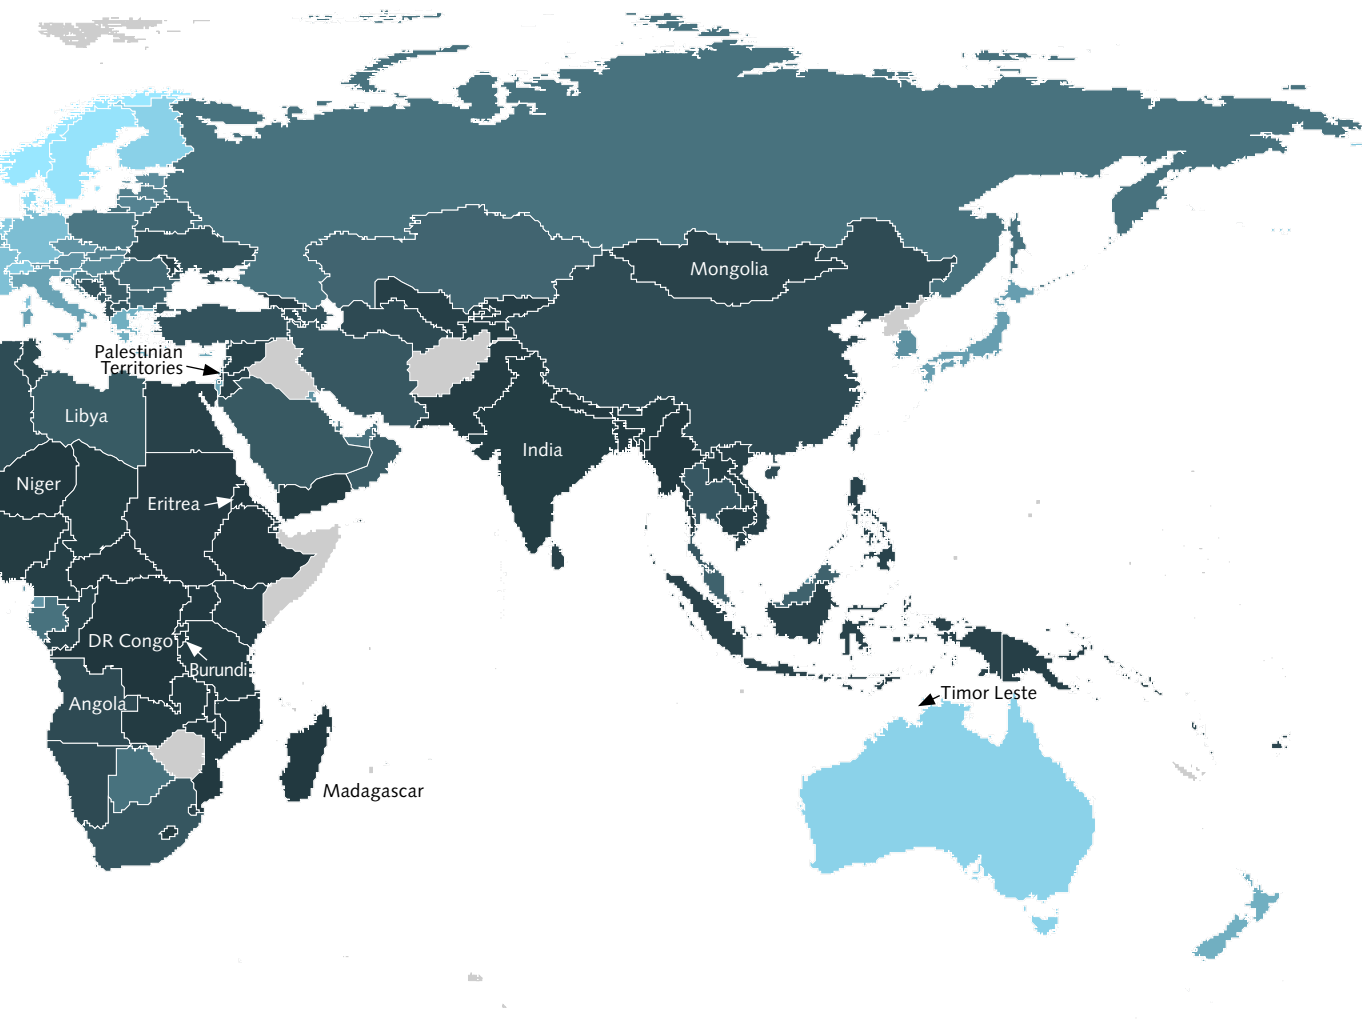 Mongolia
Palestinian
Territories
Libya
India
Niger
Eritrea
DR Congo
Burundi
Timor Leste
Angola
Madagascar